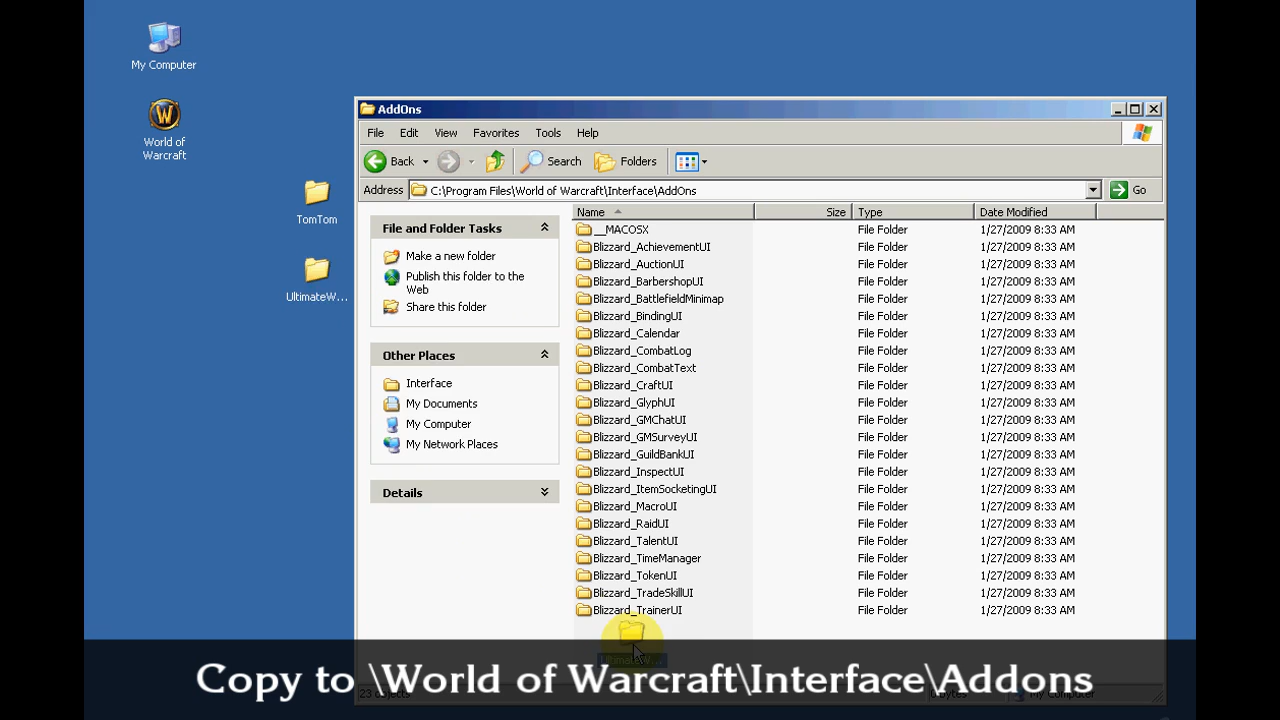 My Computer
World of
Warcraft
TomTom
UltimateW...
AddOns
File Edit View Favorites Tools Help
Back Search Folders
Address C:\Program Files\World of Warcraft\Interface\AddOns Go
File and Folder Tasks
Make a new folder
Publish this folder to the
Web
Share this folder
Other Places
Interface
My Documents
My Computer
My Network Places
Details
Name Size Type Date Modified
__MACOSX File Folder 1/27/2009 8:33 AM
Blizzard_AchievementUI File Folder 1/27/2009 8:33 AM
Blizzard_AuctionUI File Folder 1/27/2009 8:33 AM
Blizzard_BarbershopUI File Folder 1/27/2009 8:33 AM
Blizzard_BattlefieldMinimap File Folder 1/27/2009 8:33 AM
Blizzard_BindingUI File Folder 1/27/2009 8:33 AM
Blizzard_Calendar File Folder 1/27/2009 8:33 AM
Blizzard_CombatLog File Folder 1/27/2009 8:33 AM
Blizzard_CombatText File Folder 1/27/2009 8:33 AM
Blizzard_CraftUI File Folder 1/27/2009 8:33 AM
Blizzard_GlyphUI File Folder 1/27/2009 8:33 AM
Blizzard_GMChatUI File Folder 1/27/2009 8:33 AM
Blizzard_GMSurveyUI File Folder 1/27/2009 8:33 AM
Blizzard_GuildBankUI File Folder 1/27/2009 8:33 AM
Blizzard_InspectUI File Folder 1/27/2009 8:33 AM
Blizzard_ItemSocketingUI File Folder 1/27/2009 8:33 AM
Blizzard_MacroUI File Folder 1/27/2009 8:33 AM
Blizzard_RaidUI File Folder 1/27/2009 8:33 AM
Blizzard_TalentUI File Folder 1/27/2009 8:33 AM
Blizzard_TimeManager File Folder 1/27/2009 8:33 AM
Blizzard_TokenUI File Folder 1/27/2009 8:33 AM
Blizzard_TradeSkillUI File Folder 1/27/2009 8:33 AM
Blizzard_TrainerUI File Folder 1/27/2009 8:33 AM
UltimateW...
Copy to \World of Warcraft\Interface\Addons
23 objects 0 bytes My Computer